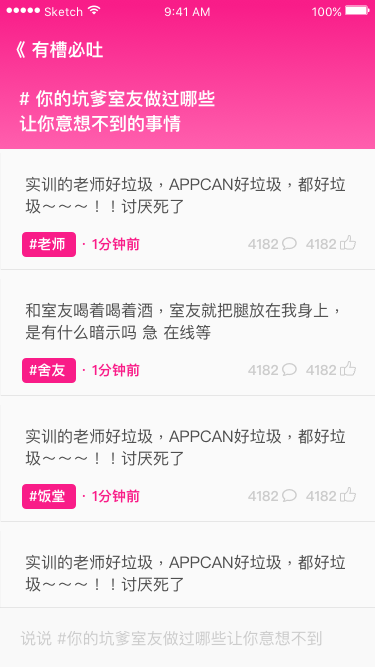 Sketch 9:41 AM 100%
《 有槽必吐
# 你的坑爹室友做过哪些
让你意想不到的事情
实训的老师好垃圾，APPCAN好垃圾，都好垃
圾～～～！！讨厌死了
#老师 · 1分钟前 4182 4182
和室友喝着喝着酒，室友就把腿放在我身上，
是有什么暗示吗 急 在线等
#舍友 · 1分钟前 4182 4182
实训的老师好垃圾，APPCAN好垃圾，都好垃
圾～～～！！讨厌死了
#饭堂 · 1分钟前 4182 4182
实训的老师好垃圾，APPCAN好垃圾，都好垃
圾～～～！！讨厌死了
说说 #你的坑爹室友做过哪些事让你意想不到